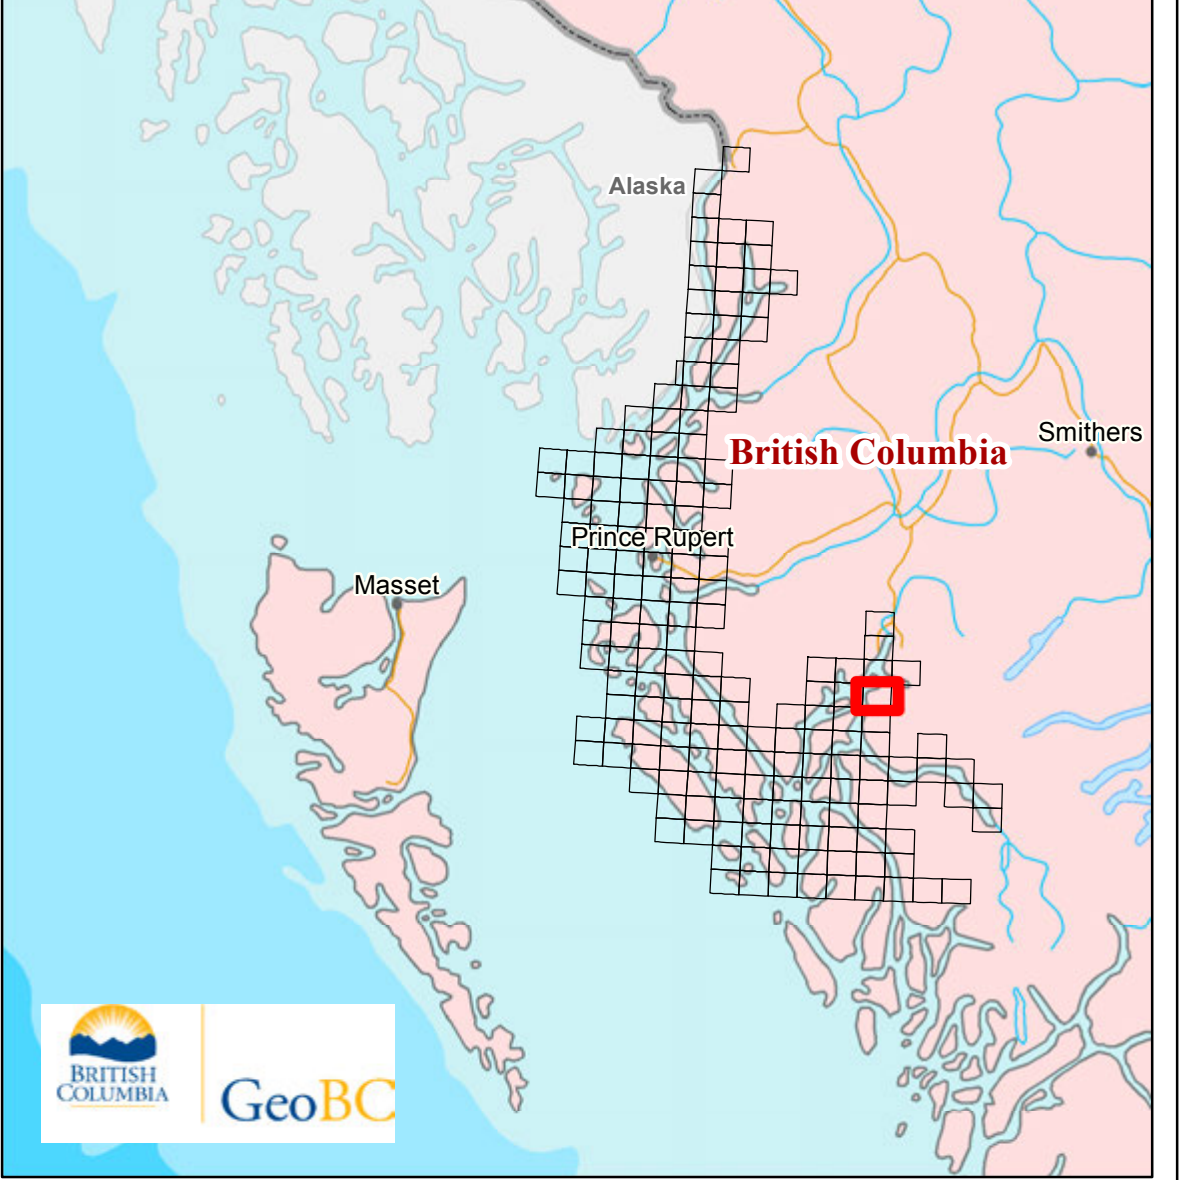 Alaska
British Columbia
Smithers
Prince Rupert
Masset
BRITISH
COLUMBIA
GeoBC